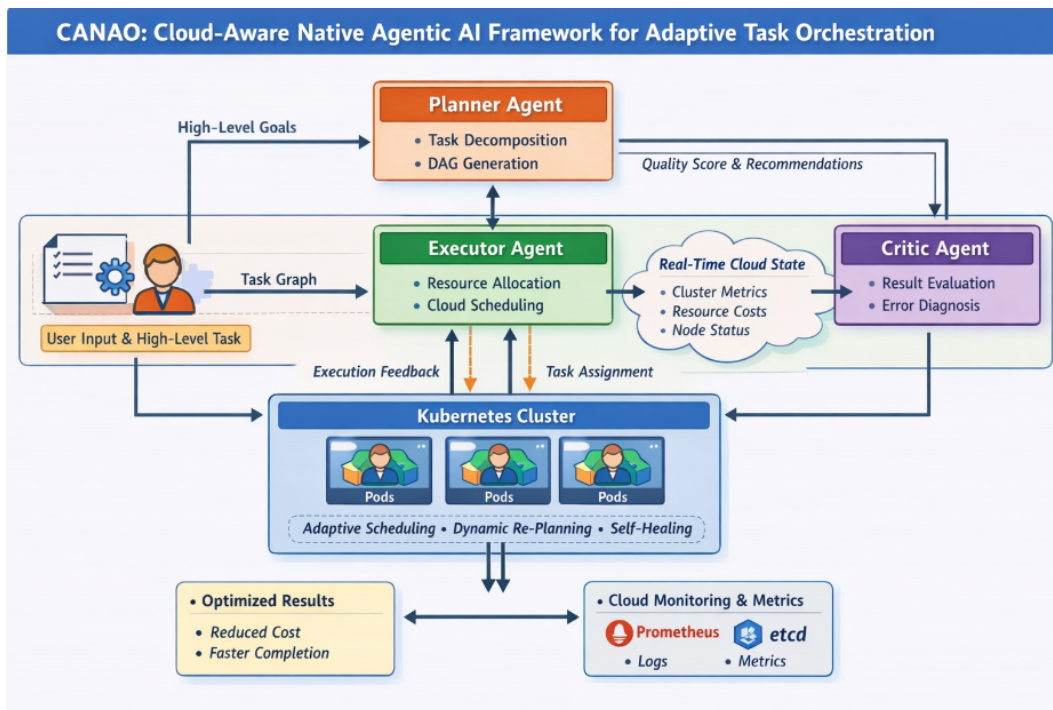 CANAO: Cloud-Aware Native Agentic AI Framework for Adaptive Task Orchestration
Planner Agent
• Task Decomposition
• DAG Generation
High-Level Goals
Quality Score & Recommendations
Executor Agent
• Resource Allocation
• Cloud Scheduling
Task Graph
User Input & High-Level Task
Real-Time Cloud State
• Cluster Metrics
• Resource Costs
• Node Status
Critic Agent
• Result Evaluation
• Error Diagnosis
Execution Feedback
Task Assignment
Kubernetes Cluster
Pods
Pods
Pods
Adaptive Scheduling • Dynamic Re-Planning • Self-Healing
• Optimized Results
• Reduced Cost
• Faster Completion
• Cloud Monitoring & Metrics
Prometheus
etcd
• Logs
• Metrics